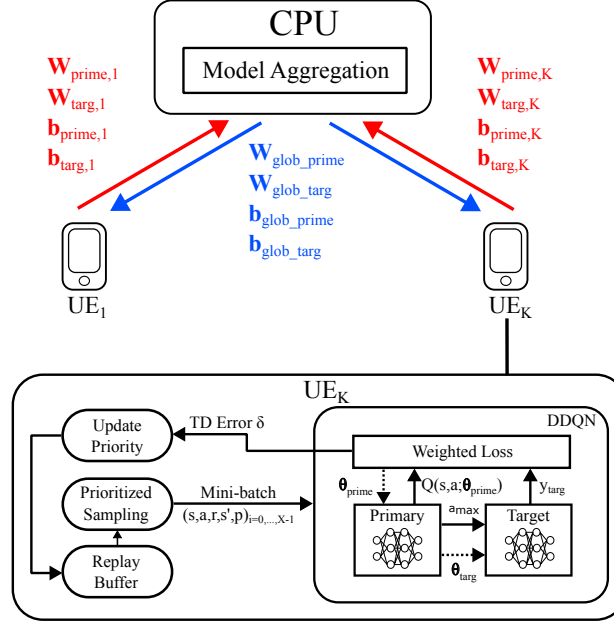 CPU
Model Aggregation
W_prime,1
W_targ,1
b_prime,1
b_targ,1
W_prime,K
W_targ,K
b_prime,K
b_targ,K
W_glob_prime
W_glob_targ
b_glob_prime
b_glob_targ
UE_1
UE_K
UE_K
DDQN
Update
Priority
TD Error δ
Weighted Loss
Prioritized
Sampling
Mini-batch
(s,a,r,s',p)_i=0,...,X-1
θ_prime
Q(s,a;θ_prime)
y_targ
Primary
a_max
Target
θ_targ
Replay
Buffer